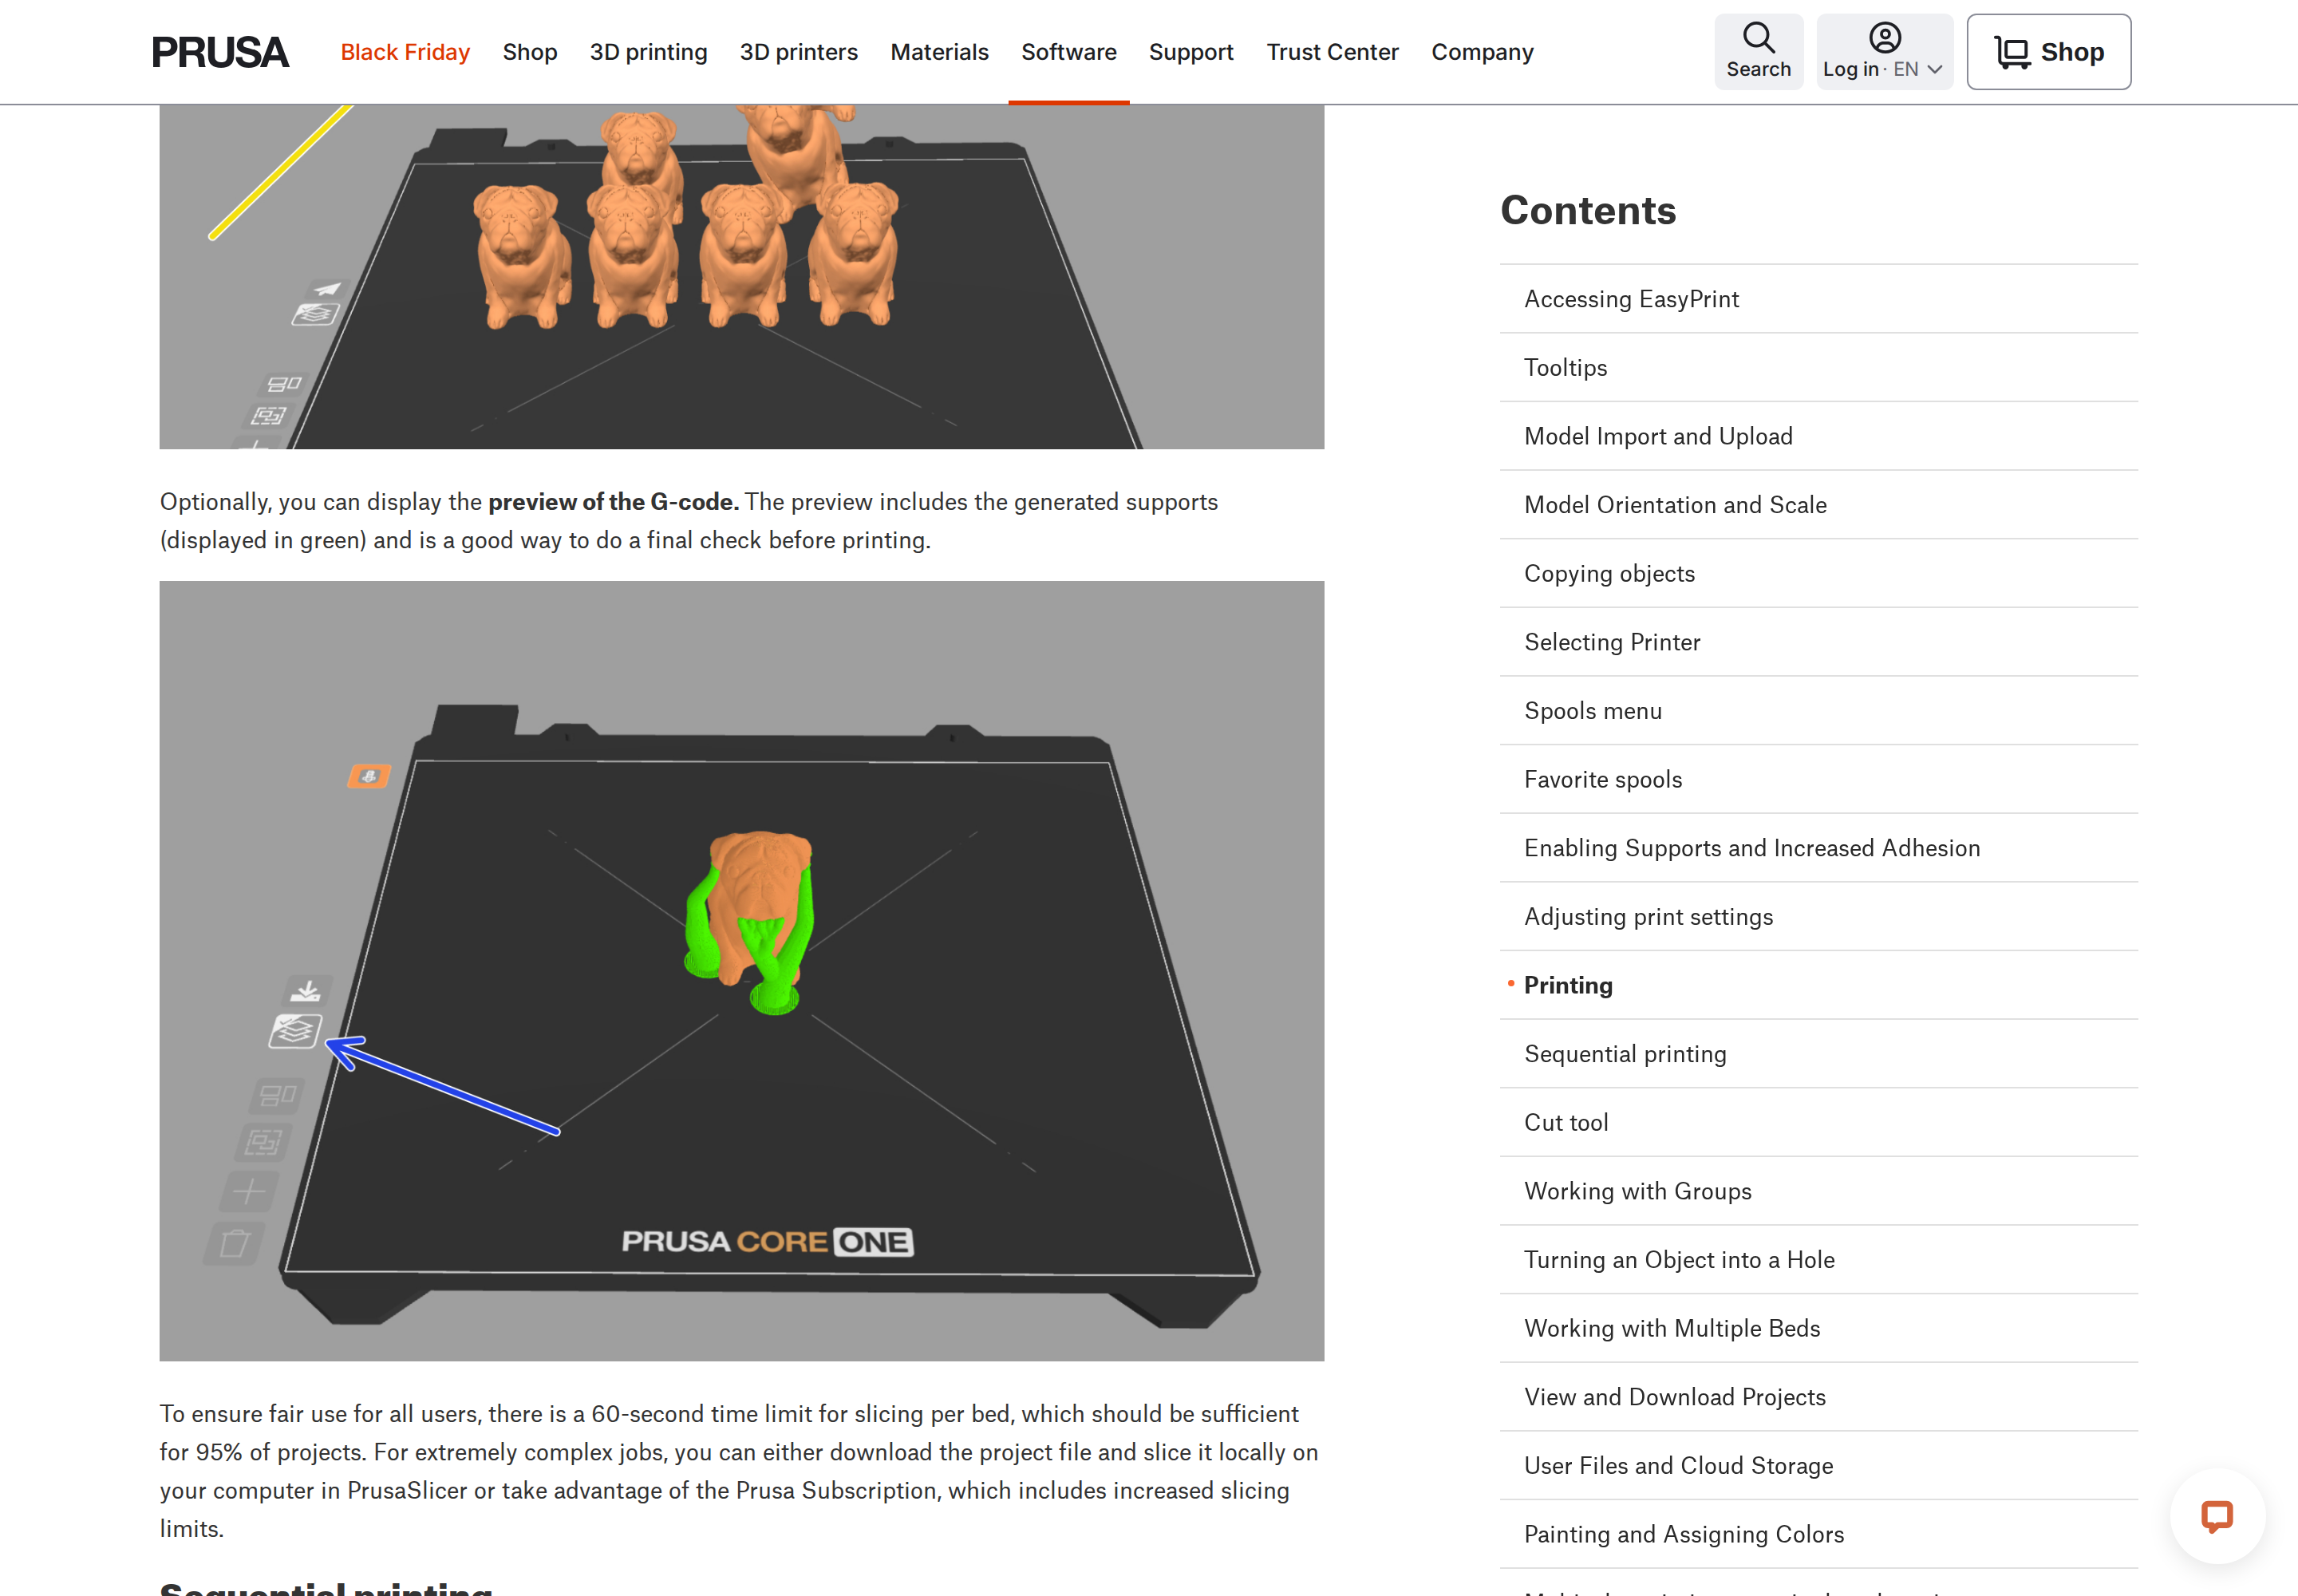 PRUSA
Black Friday
Shop
3D printing
3D printers
Materials
Software
Support
Trust Center
Company
Search
Log in · EN
Shop
Optionally, you can display the preview of the G-code. The preview includes the generated supports
(displayed in green) and is a good way to do a final check before printing.
PRUSA CORE ONE
To ensure fair use for all users, there is a 60-second time limit for slicing per bed, which should be sufficient
for 95% of projects. For extremely complex jobs, you can either download the project file and slice it locally on
your computer in PrusaSlicer or take advantage of the Prusa Subscription, which includes increased slicing
limits.
Sequential printing
Contents
Accessing EasyPrint
Tooltips
Model Import and Upload
Model Orientation and Scale
Copying objects
Selecting Printer
Spools menu
Favorite spools
Enabling Supports and Increased Adhesion
Adjusting print settings
Printing
Sequential printing
Cut tool
Working with Groups
Turning an Object into a Hole
Working with Multiple Beds
View and Download Projects
User Files and Cloud Storage
Painting and Assigning Colors